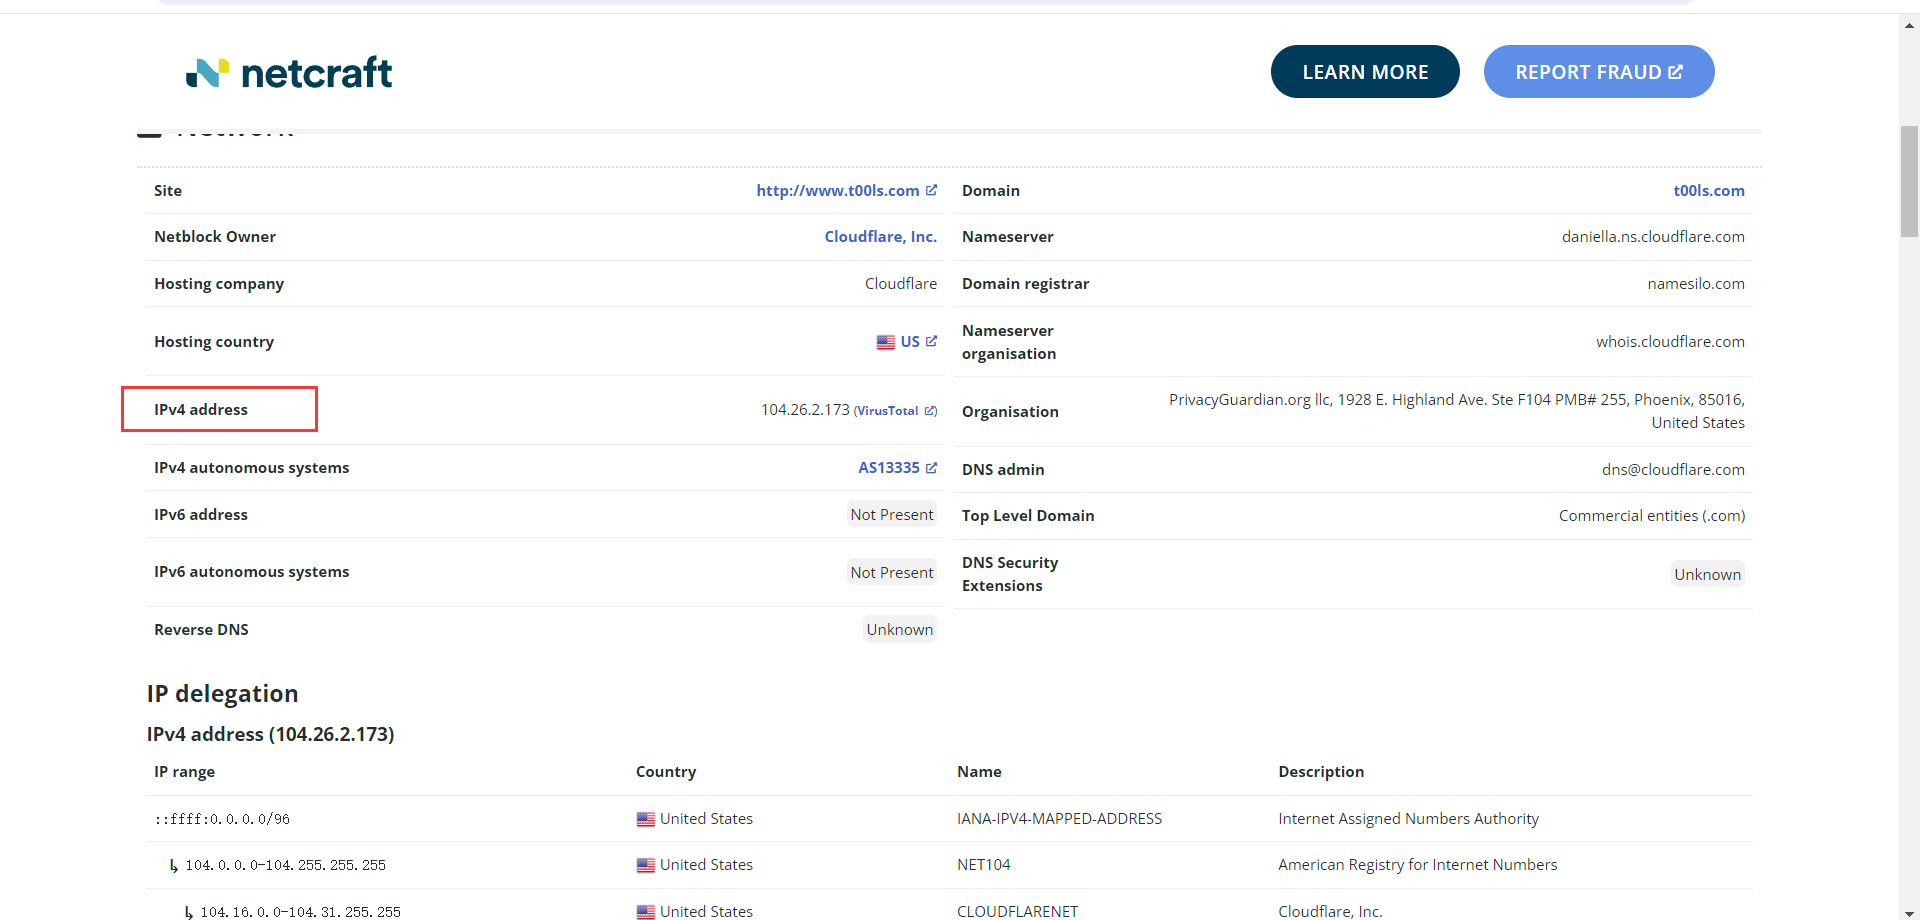 netcraft
LEARN MORE
REPORT FRAUD
Network
Site http://www.t00ls.com
Domain t00ls.com
Netblock Owner Cloudflare, Inc.
Nameserver daniella.ns.cloudflare.com
Hosting company Cloudflare
Domain registrar namesilo.com
Hosting country US
Nameserver organisation whois.cloudflare.com
IPv4 address 104.26.2.173 (VirusTotal)
Organisation PrivacyGuardian.org llc, 1928 E. Highland Ave. Ste F104 PMB# 255, Phoenix, 85016,
United States
IPv4 autonomous systems AS13335
DNS admin dns@cloudflare.com
IPv6 address Not Present
Top Level Domain Commercial entities (.com)
IPv6 autonomous systems Not Present
DNS Security
Extensions Unknown
Reverse DNS Unknown
IP delegation
IPv4 address (104.26.2.173)
IP range Country Name Description
::ffff:0.0.0.0/96 United States IANA-IPV4-MAPPED-ADDRESS Internet Assigned Numbers Authority
↳ 104.0.0.0-104.255.255.255 United States NET104 American Registry for Internet Numbers
↳ 104.16.0.0-104.31.255.255 United States CLOUDFLARENET Cloudflare, Inc.